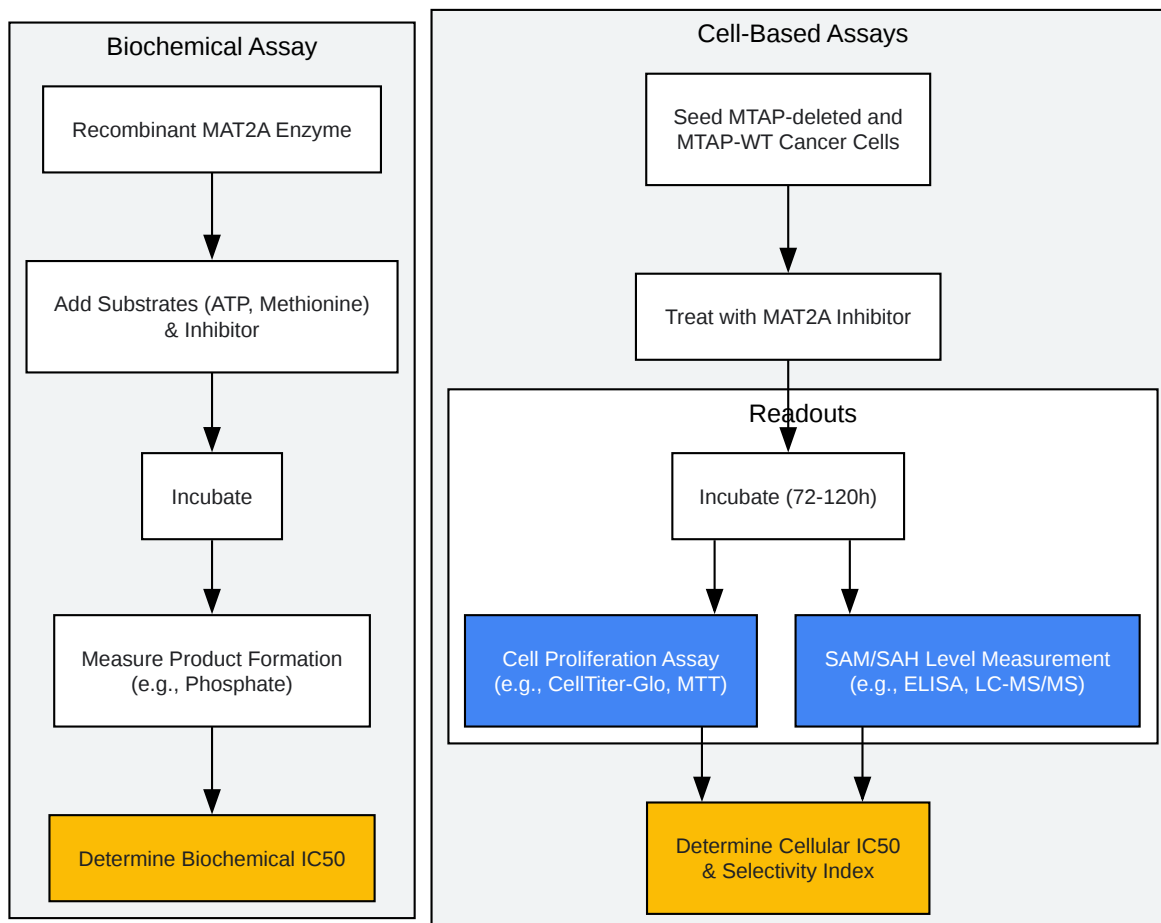 Biochemical Assay
Recombinant MAT2A Enzyme
Add Substrates (ATP, Methionine)
& Inhibitor
Incubate
Measure Product Formation
(e.g., Phosphate)
Determine Biochemical IC50
Cell-Based Assays
Seed MTAP-deleted and
MTAP-WT Cancer Cells
Treat with MAT2A Inhibitor
Readouts
Incubate (72-120h)
Cell Proliferation Assay
(e.g., CellTiter-Glo, MTT)
SAM/SAH Level Measurement
(e.g., ELISA, LC-MS/MS)
Determine Cellular IC50
& Selectivity Index